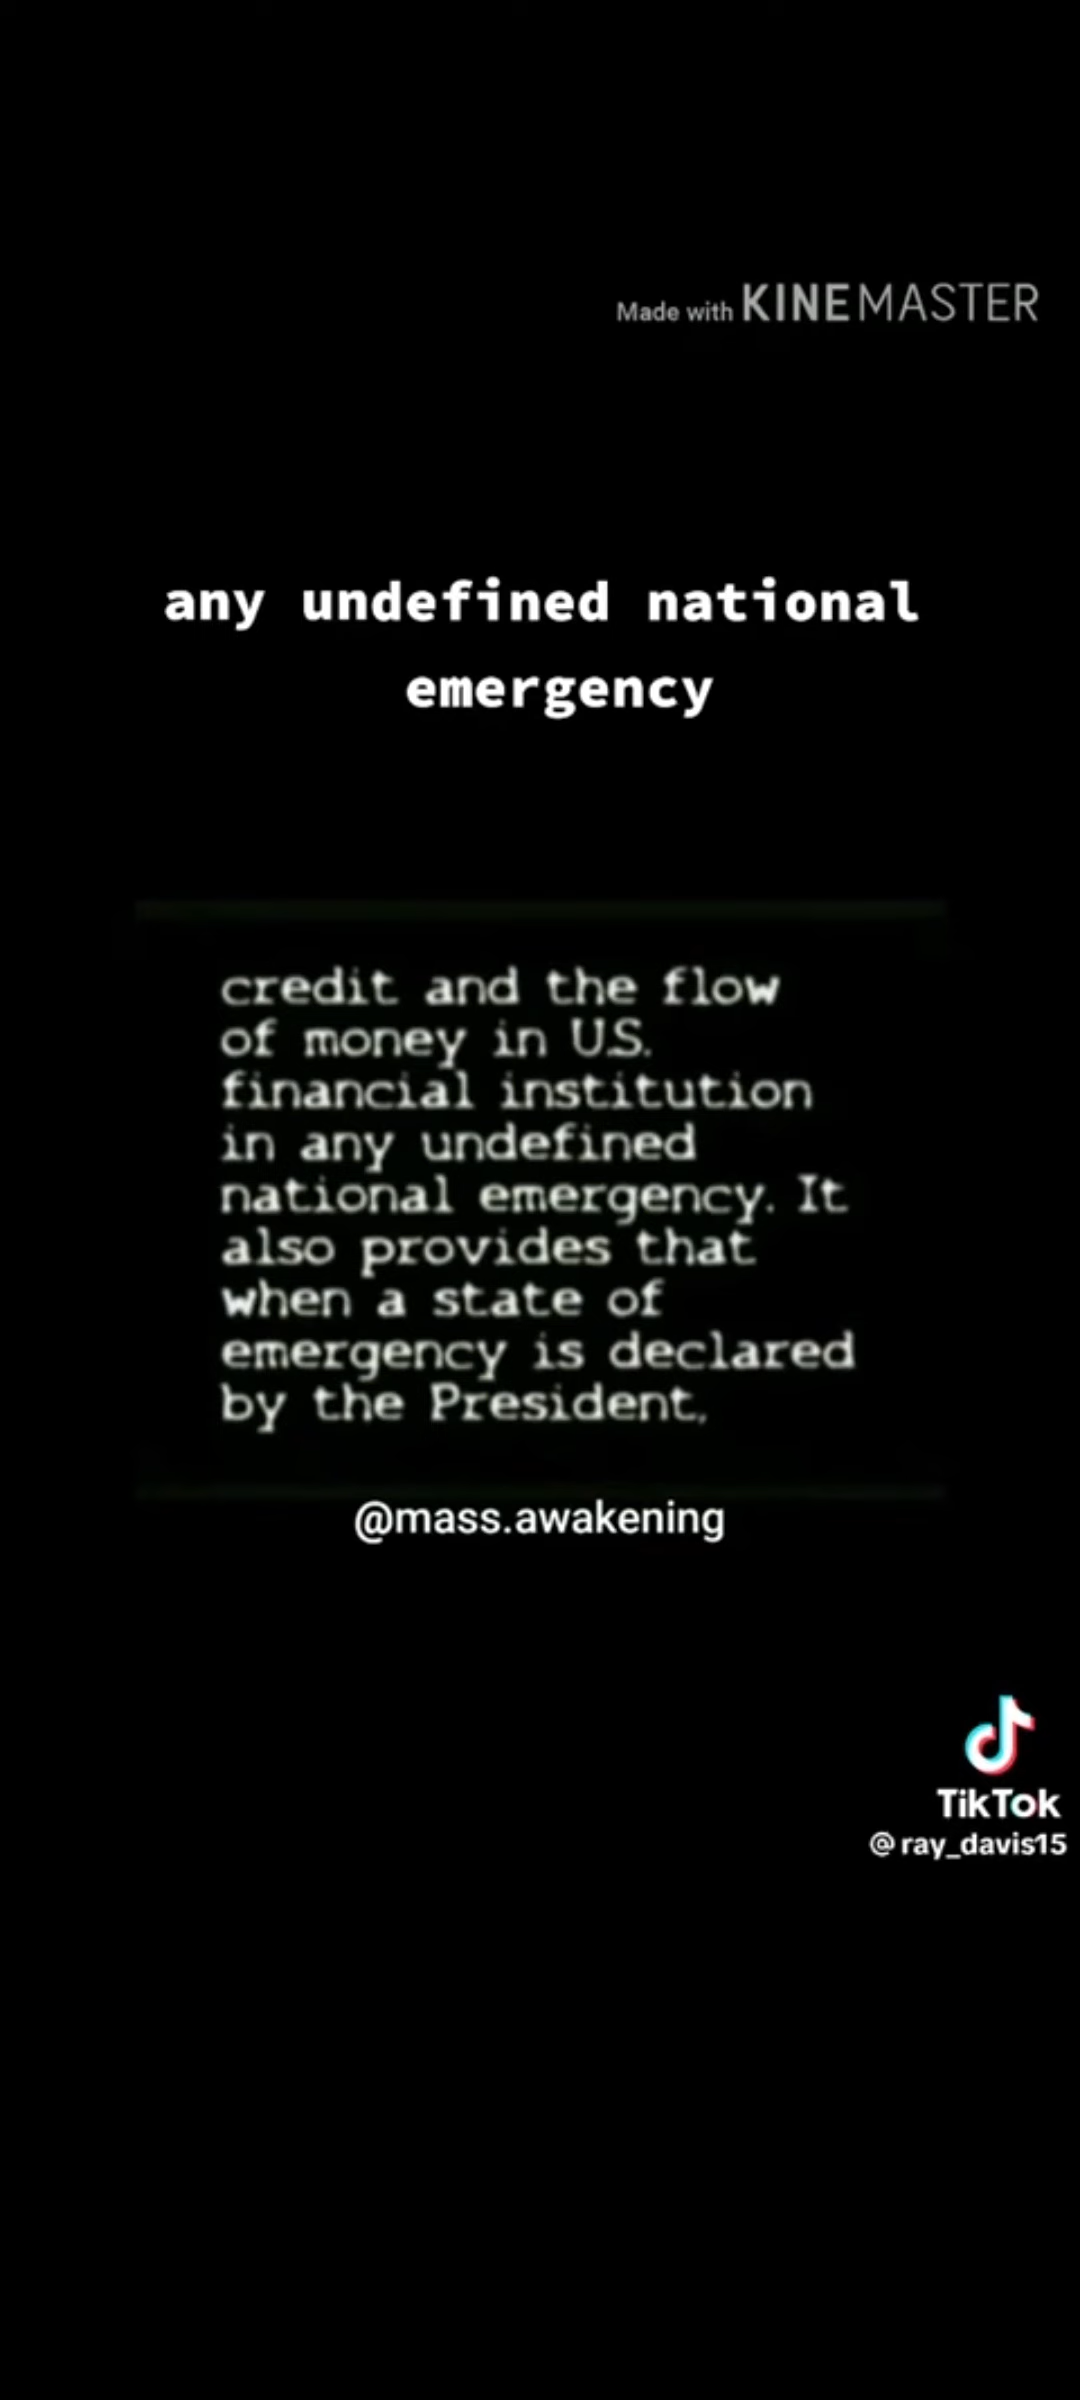 Made with KINEMASTER
any undefined national
emergency
credit and the flow
of money in U.S.
financial institution
in any undefined
national emergency. It
also provides that
when a state of
emergency is declared
by the President,
@mass.awakening
TikTok
@ray_davis15